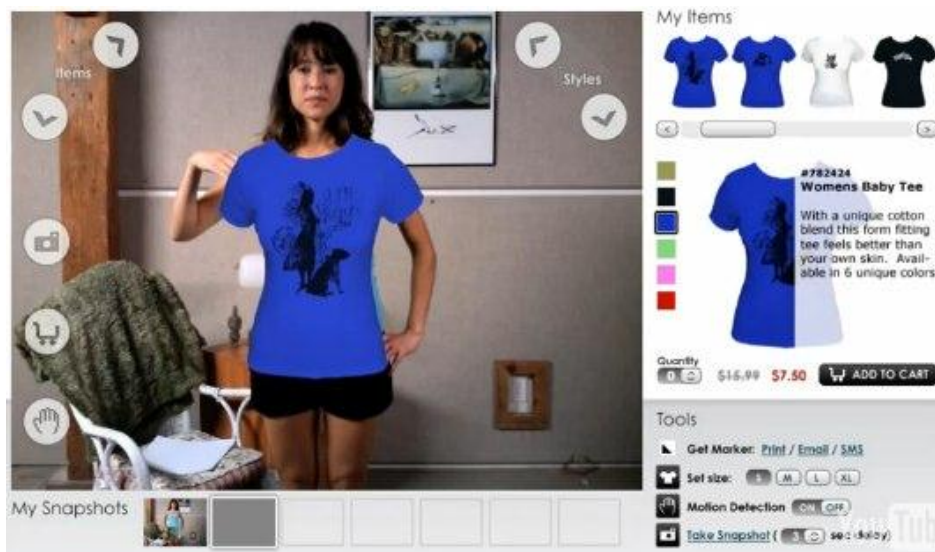 My Items
Items
Styles
#782424
Womens Baby Tee
With a unique cotton
blend this form fitting
tee feels better than
your own skin. Avail-
able in 6 unique colors
Quantity
0
$15.99 $7.50 ADD TO CART
Tools
Get Marker: Print / Email / SMS
Set size: S M L XL
Motion Detection ON OFF
Take Snapshot ( 3 sec delay)
My Snapshots
YouTube